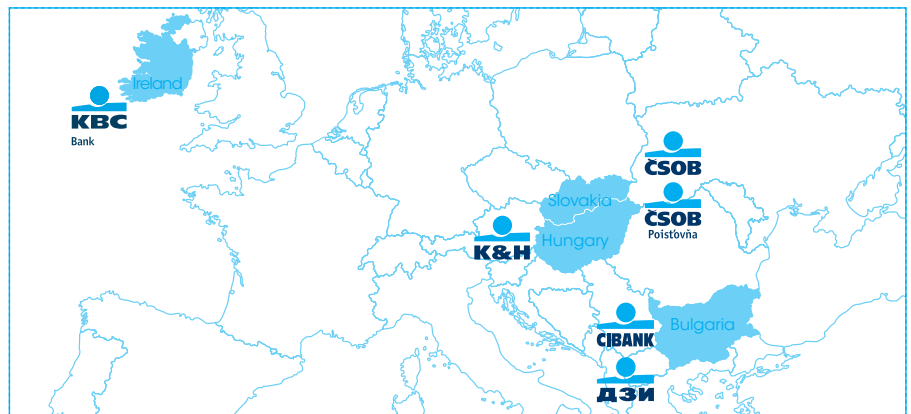 Ireland
KBC
Bank
ČSOB
Slovakia
ČSOB
Poisťovňa
K&H
Hungary
Bulgaria
CIBANK
ДЗИ